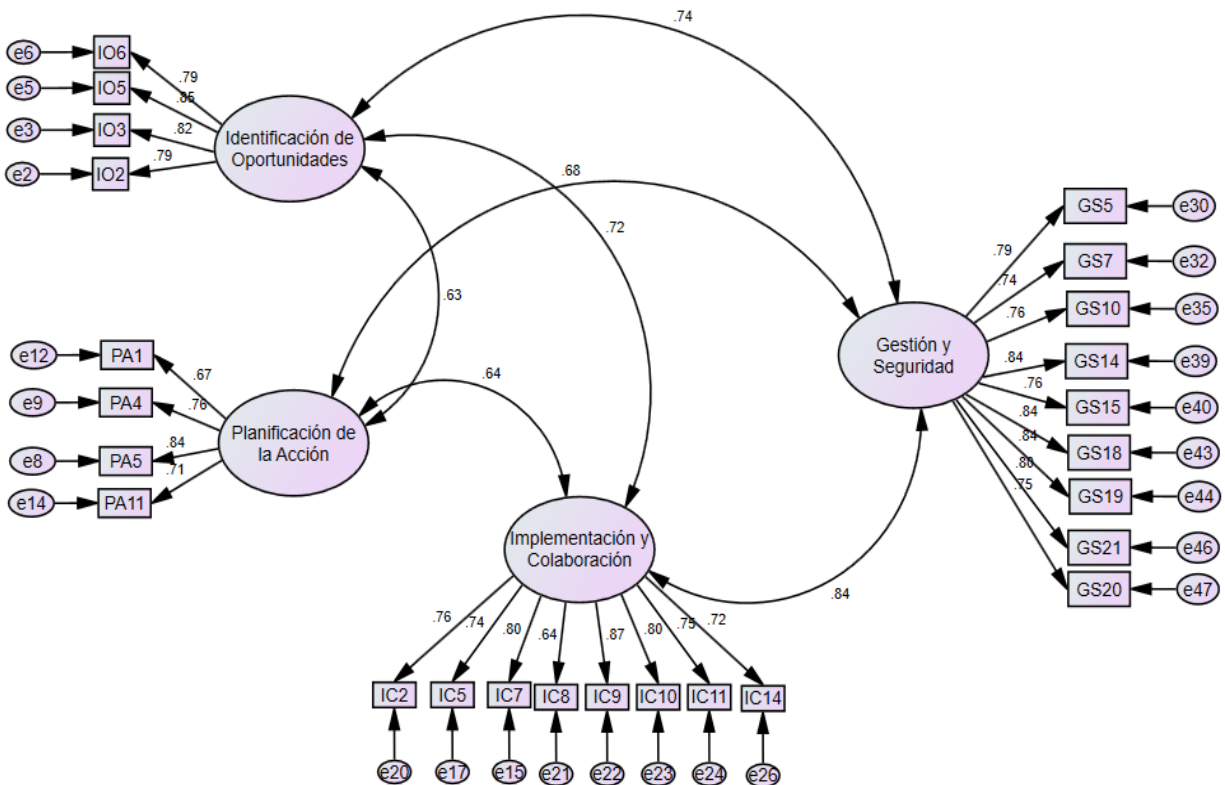 .74
e6
IO6
.79
e5
IO5
.85
e3
IO3
.82
e2
IO2
.79
Identificación de
Oportunidades
.68
.72
.63
e12
PA1
.67
e9
PA4
.76
e8
PA5
.84
e14
PA11
.71
Planificación de
la Acción
.64
Gestión y
Seguridad
.79
GS5
e30
.74
GS7
e32
.76
GS10
e35
.84
GS14
e39
.76
GS15
e40
.84
GS18
e43
.84
GS19
e44
.80
GS21
e46
.75
GS20
e47
Implementación y
Colaboración
.84
.76
.74
.80
.64
.87
.80
.75
.72
IC2
IC5
IC7
IC8
IC9
IC10
IC11
IC14
e20
e17
e15
e21
e22
e23
e24
e26